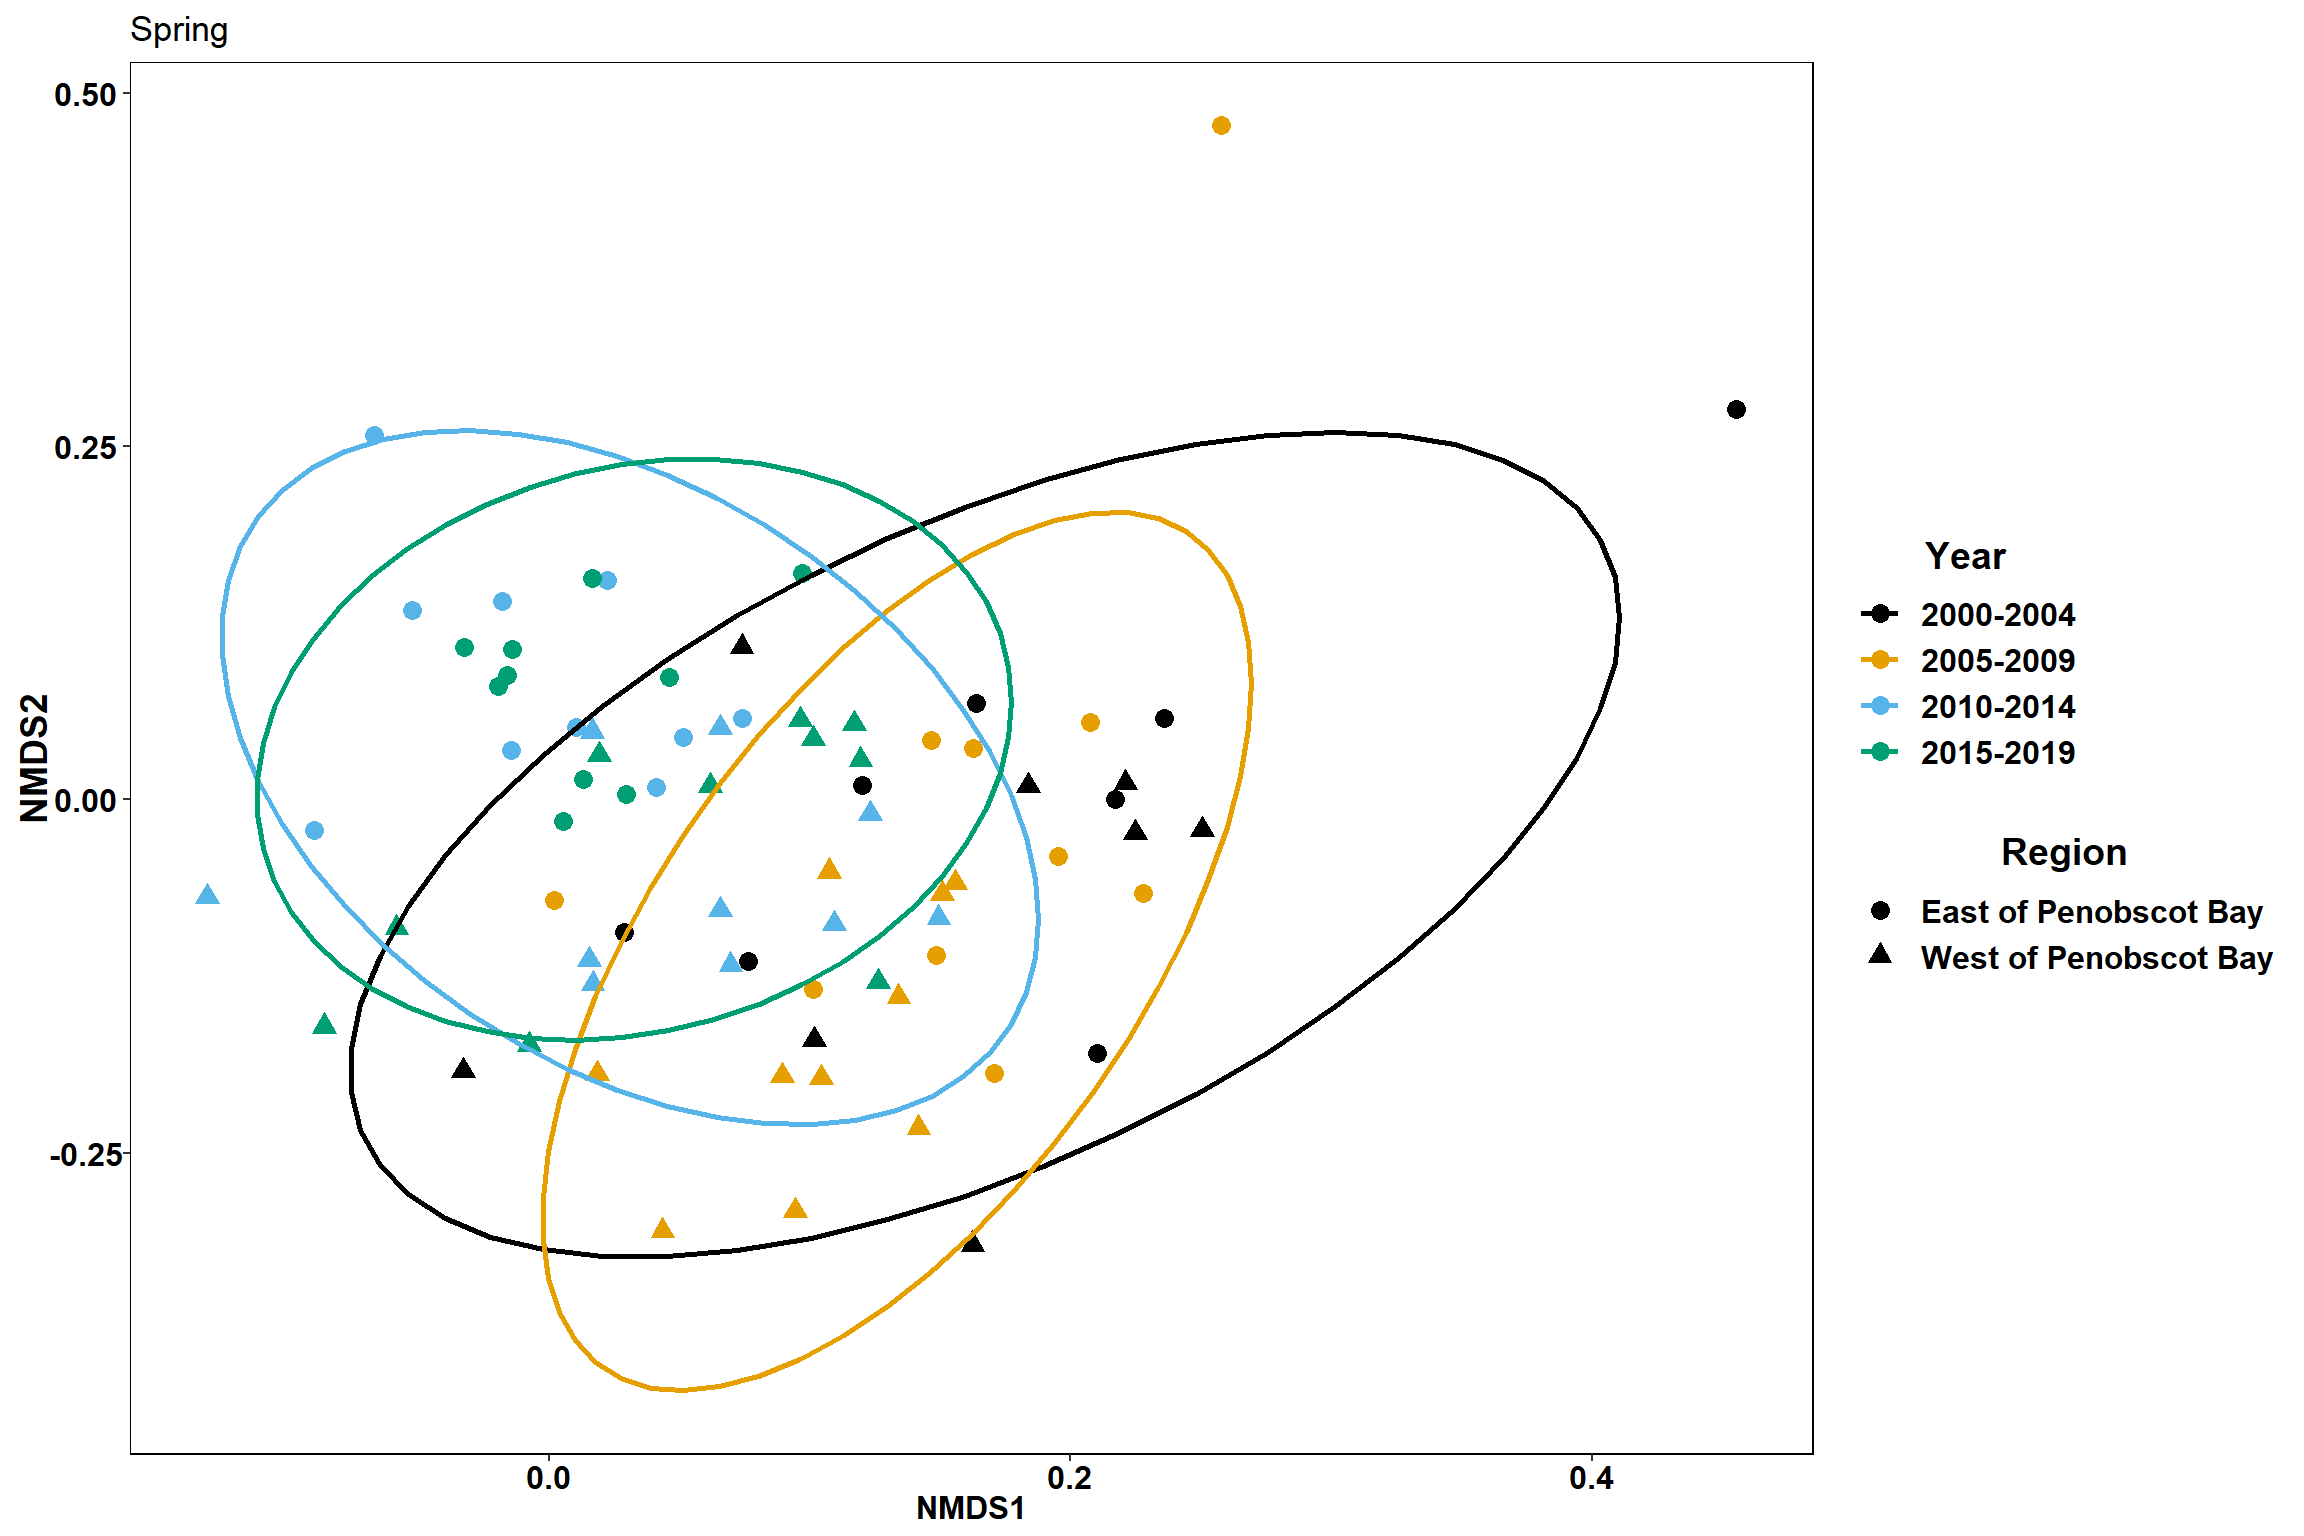 Spring
0.50
0.25
0.00
-0.25
NMDS2
0.0
0.2
0.4
NMDS1
Year
2000-2004
2005-2009
2010-2014
2015-2019
Region
East of Penobscot Bay
West of Penobscot Bay